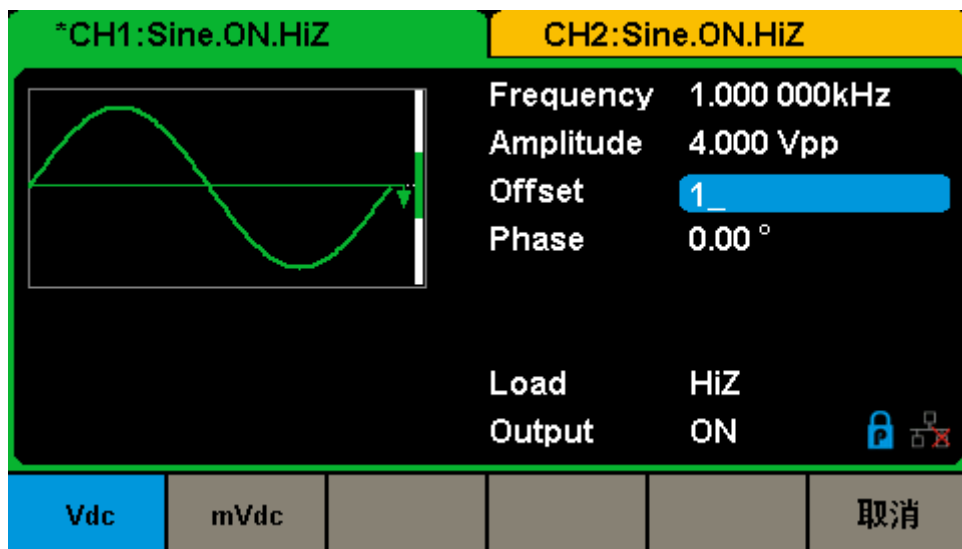 *CH1:Sine.ON.HiZ
CH2:Sine.ON.HiZ
Frequency 1.000 000kHz
Amplitude 4.000 Vpp
Offset 1_
Phase 0.00 °
Load HiZ
Output ON
P
Vdc mVdc 取消